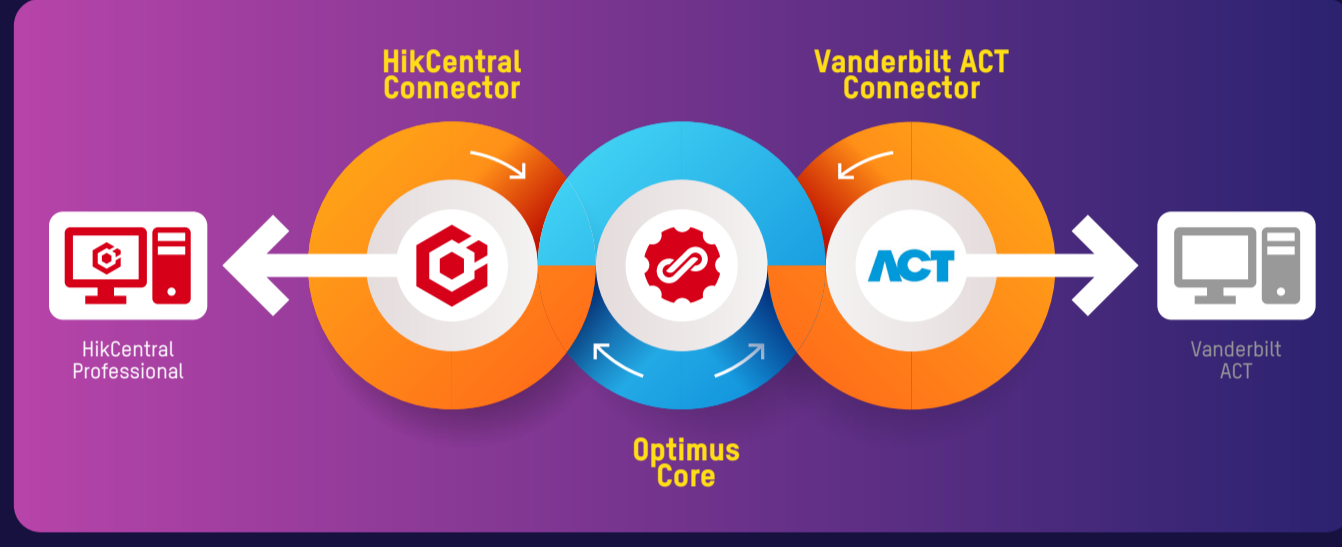 HikCentral
Connector
Vanderbilt ACT
Connector
ACT
HikCentral
Professional
Vanderbilt
ACT
Optimus
Core